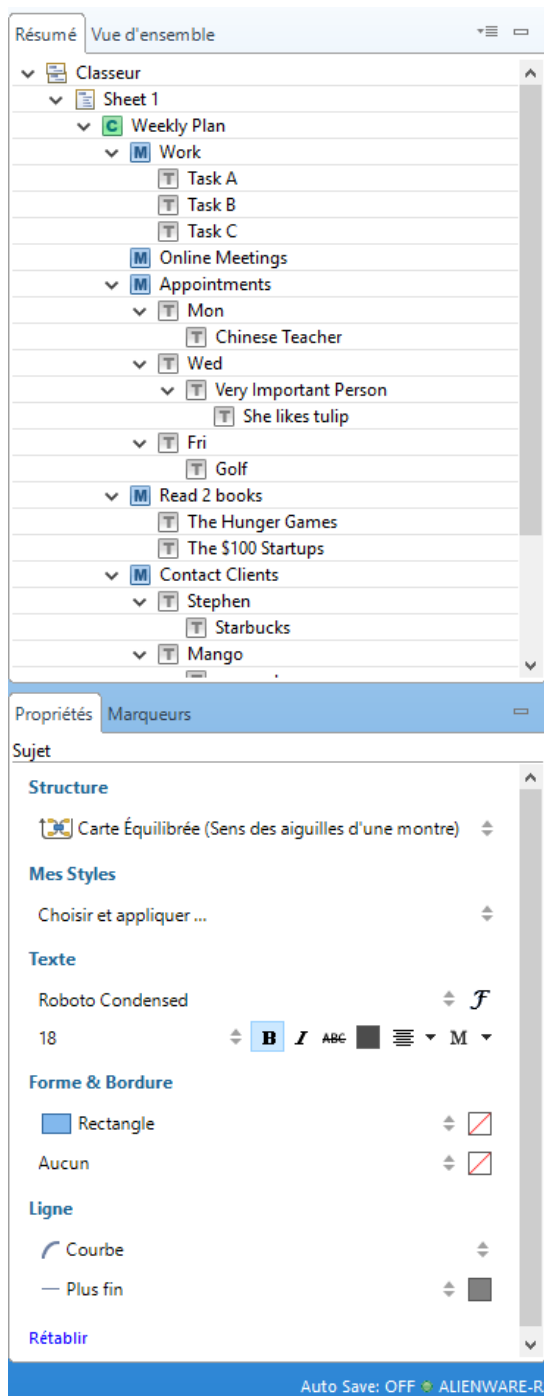 Résumé Vue d'ensemble
Classeur
Sheet 1
C Weekly Plan
M Work
T Task A
T Task B
T Task C
M Online Meetings
M Appointments
T Mon
T Chinese Teacher
T Wed
T Very Important Person
T She likes tulip
T Fri
T Golf
M Read 2 books
T The Hunger Games
T The $100 Startups
M Contact Clients
T Stephen
T Starbucks
T Mango
Propriétés Marqueurs
Sujet
Structure
Carte Équilibrée (Sens des aiguilles d'une montre)
Mes Styles
Choisir et appliquer ...
Texte
Roboto Condensed F
18 B I ABC M
Forme & Bordure
Rectangle
Aucun
Ligne
Courbe
Plus fin
Rétablir
Auto Save: OFF ALIENWARE-R